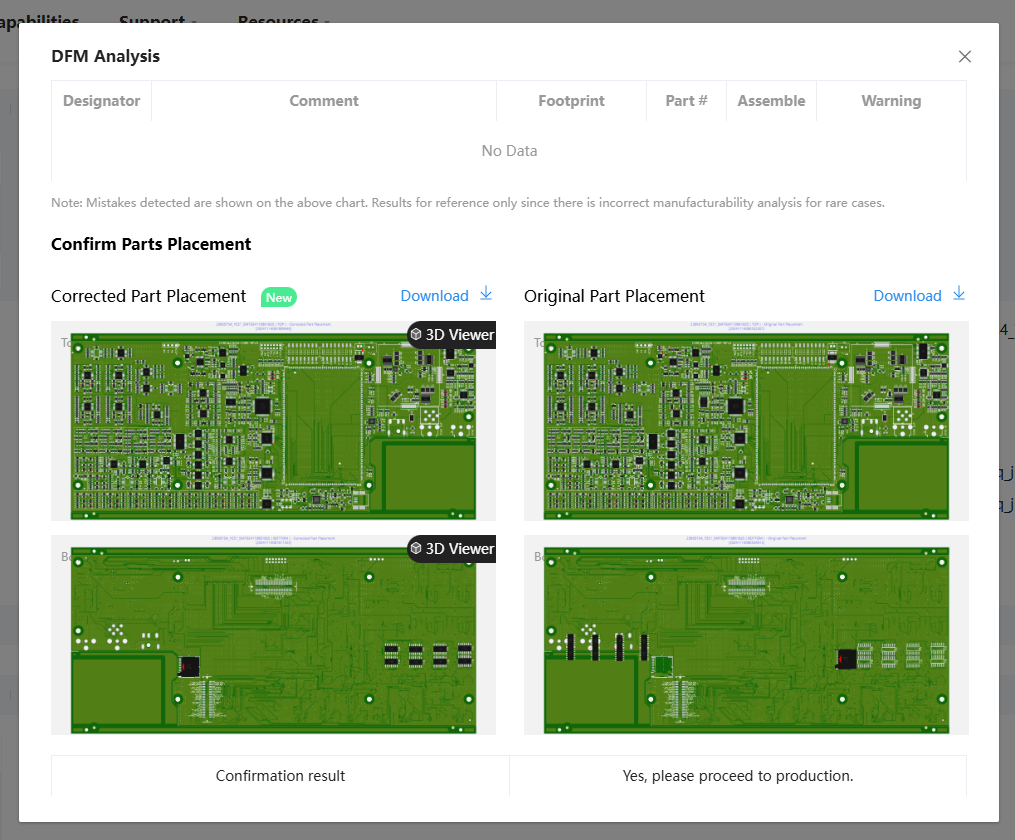 Support
Resources
DFM Analysis
Designator Comment Footprint Part # Assemble Warning
No Data
Note: Mistakes detected are shown on the above chart. Results for reference only since there is incorrect manufacturability analysis for rare cases.
Confirm Parts Placement
Corrected Part Placement New Download
Original Part Placement Download
3D Viewer
3D Viewer
Confirmation result Yes, please proceed to production.